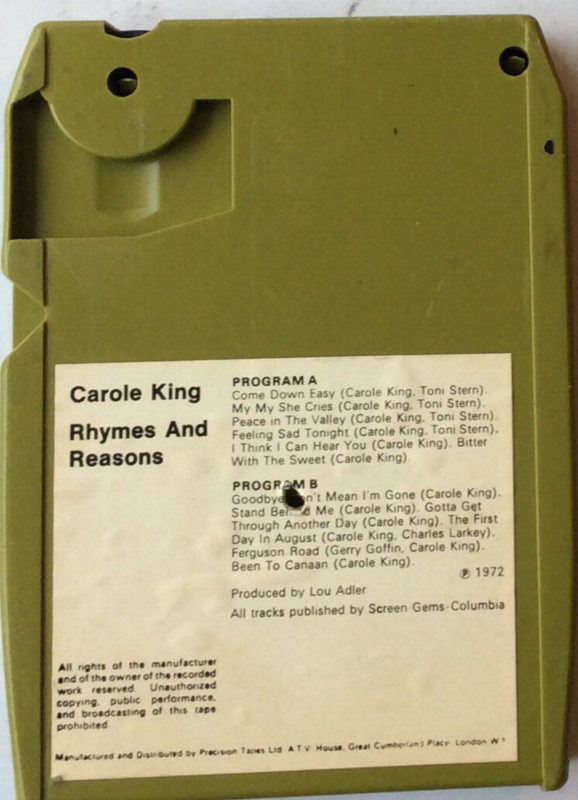 Carole King
Rhymes And
Reasons
PROGRAM A
Come Down Easy (Carole King, Toni Stern).
My My She Cries (Carole King, Toni Stern).
Peace in The Valley (Carole King, Toni Stern).
Feeling Sad Tonight (Carole King, Toni Stern).
I Think I Can Hear You (Carole King). Bitter
With The Sweet (Carole King).
PROGRAM B
Goodbye Mean I'm Gone (Carole King).
Stand Me (Carole King). Gotta Get
Through Another Day (Carole King). The First
Day In August (Carole King, Charles Larkey).
Ferguson Road (Gerry Goffin, Carole King).
Been To Canaan (Carole King).
℗ 1972
Produced by Lou Adler
All tracks published by Screen Gems-Columbia
All rights of the manufacturer
and of the owner of the recorded
work reserved. Unauthorized
copying, public performance,
and broadcasting of this tape
prohibited
Manufactured and Distributed by Precision Tapes Ltd A.T.V. House, Great Cumberland Place London W1